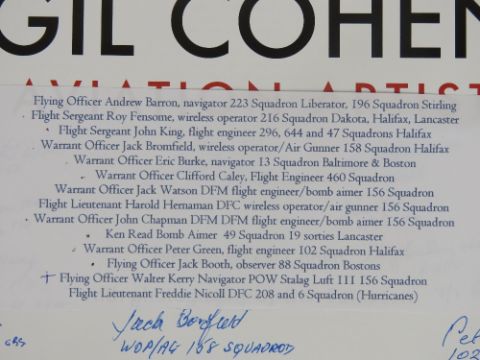 GIL COHEN
AVIATION ARTIST
Flying Officer Andrew Barron, navigator 223 Squadron Liberator, 196 Squadron Stirling
Flight Sergeant Roy Fensome, wireless operator 216 Squadron Dakota, Halifax, Lancaster
Flight Sergeant John King, flight engineer 296, 644 and 47 Squadrons Halifax
Warrant Officer Jack Bromfield, wireless operator/Air Gunner 158 Squadron Halifax
Warrant Officer Eric Burke, navigator 13 Squadron Baltimore & Boston
Warrant Officer Clifford Caley, Flight Engineer 460 Squadron
Warrant Officer Jack Watson DFM flight engineer/bomb aimer 156 Squadron
Flight Lieutenant Harold Hernaman DFC wireless operator/air gunner 156 Squadron
Warrant Officer John Chapman DFM DFM flight engineer/bomb aimer 156 Squadron
Ken Read Bomb Aimer 49 Squadron 19 sorties Lancaster
Warrant Officer Peter Green, flight engineer 102 Squadron Halifax
Flying Officer Jack Booth, observer 88 Squadron Bostons
+ Flying Officer Walter Kerry Navigator POW Stalag Luft 111 156 Squadron
Flight Lieutenant Freddie Nicoll DFC 208 and 6 Squadron (Hurricanes)
Jack Bromfield
WOP/AG 158 SQUADRON
Pet
102